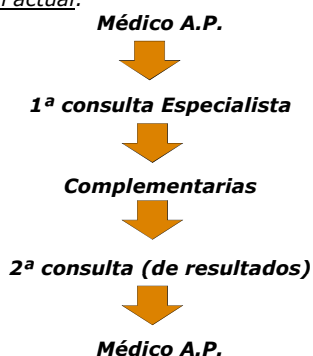 actual:
Médico A.P.
1ª consulta Especialista
Complementarias
2ª consulta (de resultados)
Médico A.P.